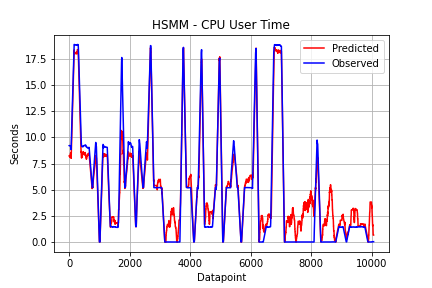 HSMM - CPU User Time
Predicted
Observed
17.5
15.0
12.5
10.0
7.5
5.0
2.5
0.0
Seconds
0 2000 4000 6000 8000 10000
Datapoint